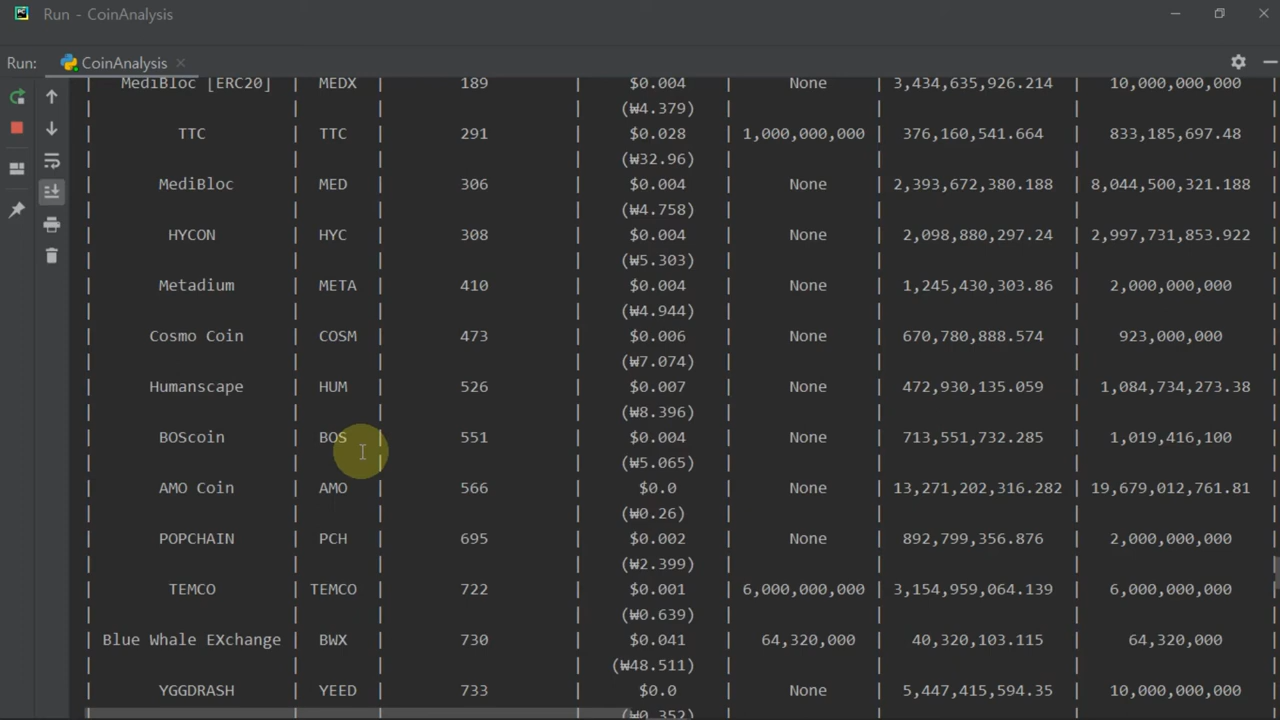 Run - CoinAnalysis
Run: CoinAnalysis
| MediBloc [ERC20] | MEDX | 189 | $0.004 | None | 3,434,635,926.214 | 10,000,000,000 |
| | | | (₩4.379) | | | |
| TTC | TTC | 291 | $0.028 | 1,000,000,000 | 376,160,541.664 | 833,185,697.48 |
| | | | (₩32.96) | | | |
| MediBloc | MED | 306 | $0.004 | None | 2,393,672,380.188 | 8,044,500,321.188 |
| | | | (₩4.758) | | | |
| HYCON | HYC | 308 | $0.004 | None | 2,098,880,297.24 | 2,997,731,853.922 |
| | | | (₩5.303) | | | |
| Metadium | META | 410 | $0.004 | None | 1,245,430,303.86 | 2,000,000,000 |
| | | | (₩4.944) | | | |
| Cosmo Coin | COSM | 473 | $0.006 | None | 670,780,888.574 | 923,000,000 |
| | | | (₩7.074) | | | |
| Humanscape | HUM | 526 | $0.007 | None | 472,930,135.059 | 1,084,734,273.38 |
| | | | (₩8.396) | | | |
| BOScoin | BOS | 551 | $0.004 | None | 713,551,732.285 | 1,019,416,100 |
| | | | (₩5.065) | | | |
| AMO Coin | AMO | 566 | $0.0 | None | 13,271,202,316.282 | 19,679,012,761.81 |
| | | | (₩0.26) | | | |
| POPCHAIN | PCH | 695 | $0.002 | None | 892,799,356.876 | 2,000,000,000 |
| | | | (₩2.399) | | | |
| TEMCO | TEMCO | 722 | $0.001 | 6,000,000,000 | 3,154,959,064.139 | 6,000,000,000 |
| | | | (₩0.639) | | | |
| Blue Whale EXchange | BWX | 730 | $0.041 | 64,320,000 | 40,320,103.115 | 64,320,000 |
| | | | (₩48.511) | | | |
| YGGDRASH | YEED | 733 | $0.0 | None | 5,447,415,594.35 | 10,000,000,000 |
| | | | (₩0.352) | | | |